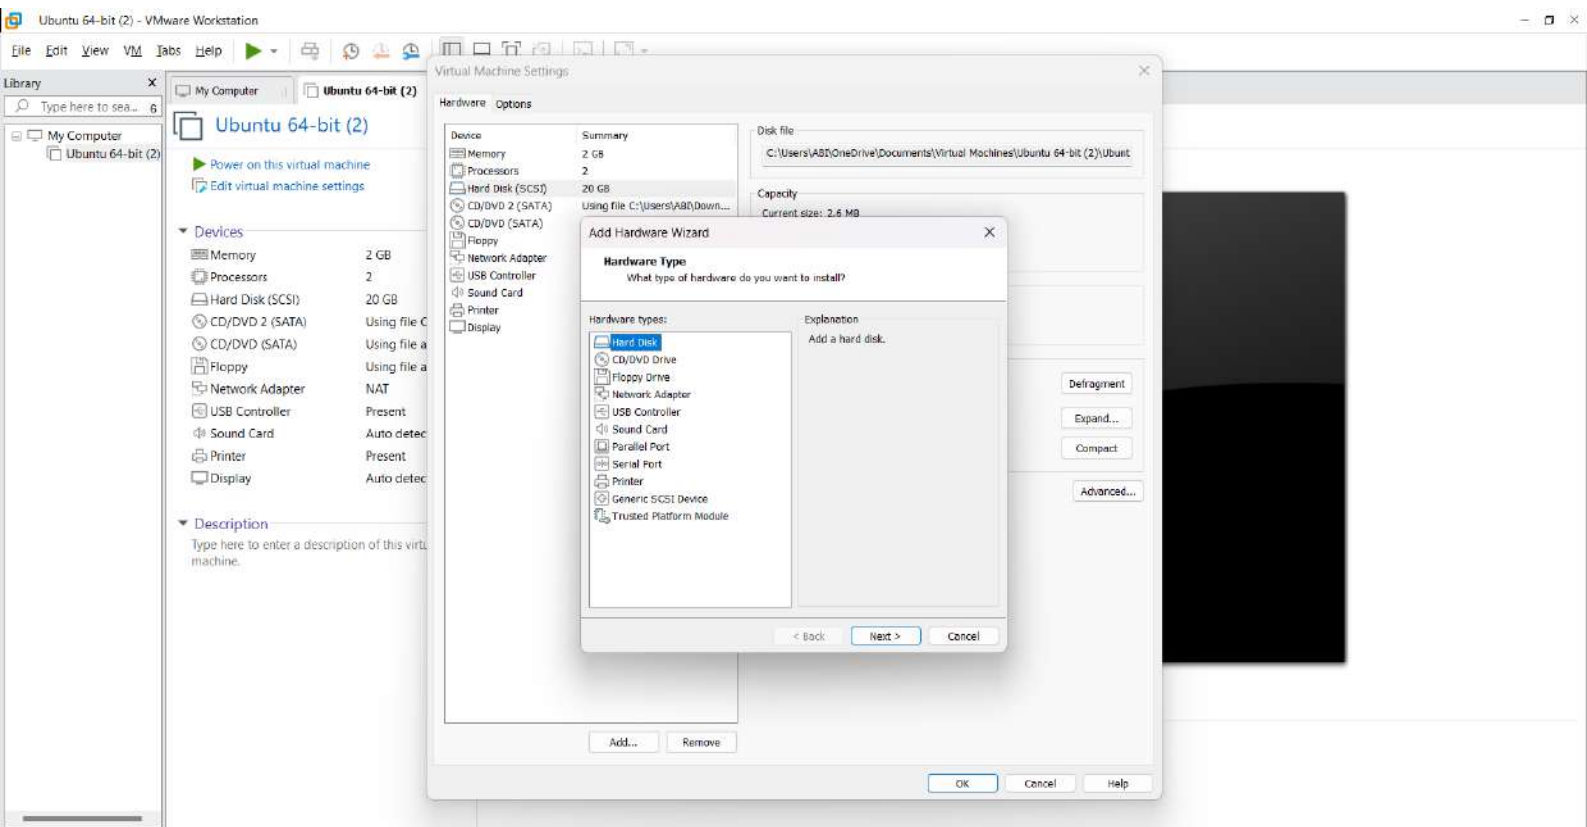 Ubuntu 64-bit (2) - VMware Workstation
File Edit View VM Tabs Help
Library X
Type here to sea... 6
My Computer
Ubuntu 64-bit (2)
My Computer
Ubuntu 64-bit (2)
Ubuntu 64-bit (2)
Power on this virtual machine
Edit virtual machine settings
Devices
Memory 2 GB
Processors 2
Hard Disk (SCSI) 20 GB
CD/DVD 2 (SATA) Using file C
CD/DVD (SATA) Using file a
Floppy Using file a
Network Adapter NAT
USB Controller Present
Sound Card Auto detec
Printer Present
Display Auto detec
Description
Type here to enter a description of this virtu
machine.
Virtual Machine Settings
Hardware Options
Device Summary
Memory 2 GB
Processors 2
Hard Disk (SCSI) 20 GB
CD/DVD 2 (SATA) Using file C:\Users\ABI\Down...
CD/DVD (SATA)
Floppy
Network Adapter
USB Controller
Sound Card
Printer
Display
Add... Remove
Disk file
C:\Users\ABI\OneDrive\Documents\Virtual Machines\Ubuntu 64-bit (2)\Ubunt
Capacity
Current size: 2.6 MB
Defragment
Expand...
Compact
Advanced...
Add Hardware Wizard
Hardware Type
What type of hardware do you want to install?
Hardware types:
Hard Disk
CD/DVD Drive
Floppy Drive
Network Adapter
USB Controller
Sound Card
Parallel Port
Serial Port
Printer
Generic SCSI Device
Trusted Platform Module
Explanation
Add a hard disk.
< Back Next > Cancel
OK Cancel Help